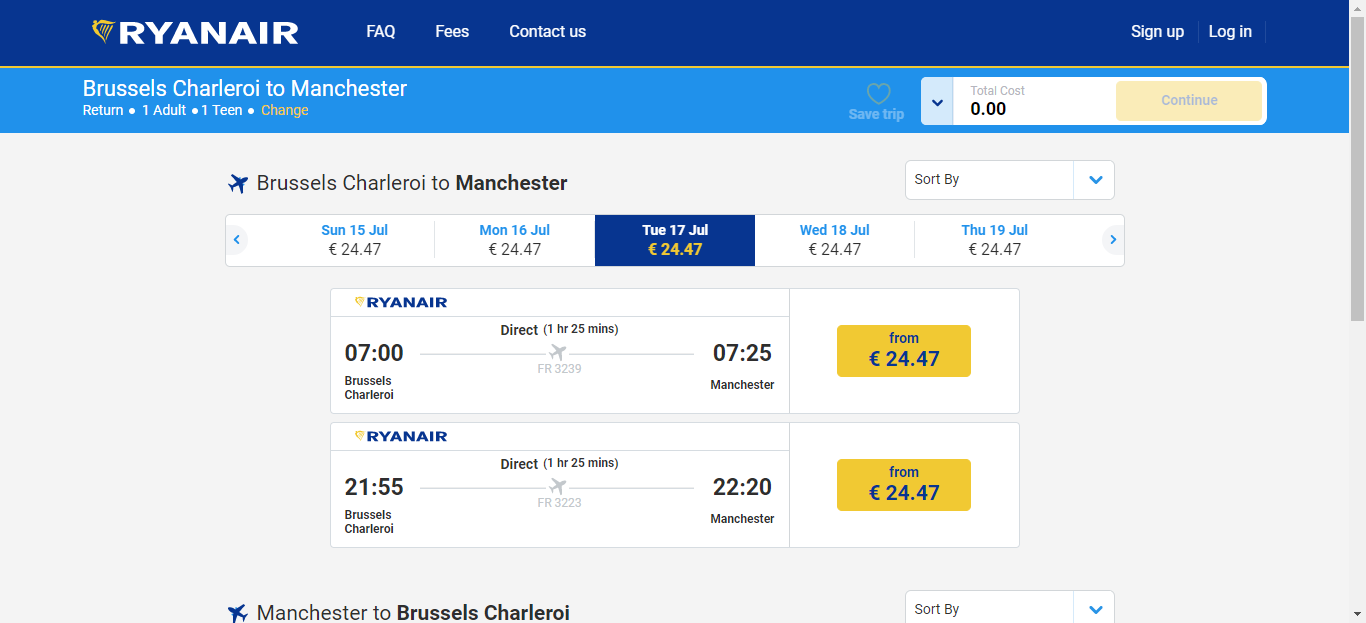 RYANAIR FAQ Fees Contact us Sign up Log in
Brussels Charleroi to Manchester
Return ● 1 Adult ● 1 Teen ● Change
Save trip
Total Cost
0.00
Continue
Brussels Charleroi to Manchester
Sort By
Sun 15 Jul Mon 16 Jul Tue 17 Jul Wed 18 Jul Thu 19 Jul
€ 24.47 € 24.47 € 24.47 € 24.47 € 24.47
RYANAIR
Direct (1 hr 25 mins)
07:00 07:25
FR 3239
Brussels
Charleroi
Manchester
from
€ 24.47
RYANAIR
Direct (1 hr 25 mins)
21:55 22:20
FR 3223
Brussels
Charleroi
Manchester
from
€ 24.47
Manchester to Brussels Charleroi
Sort By